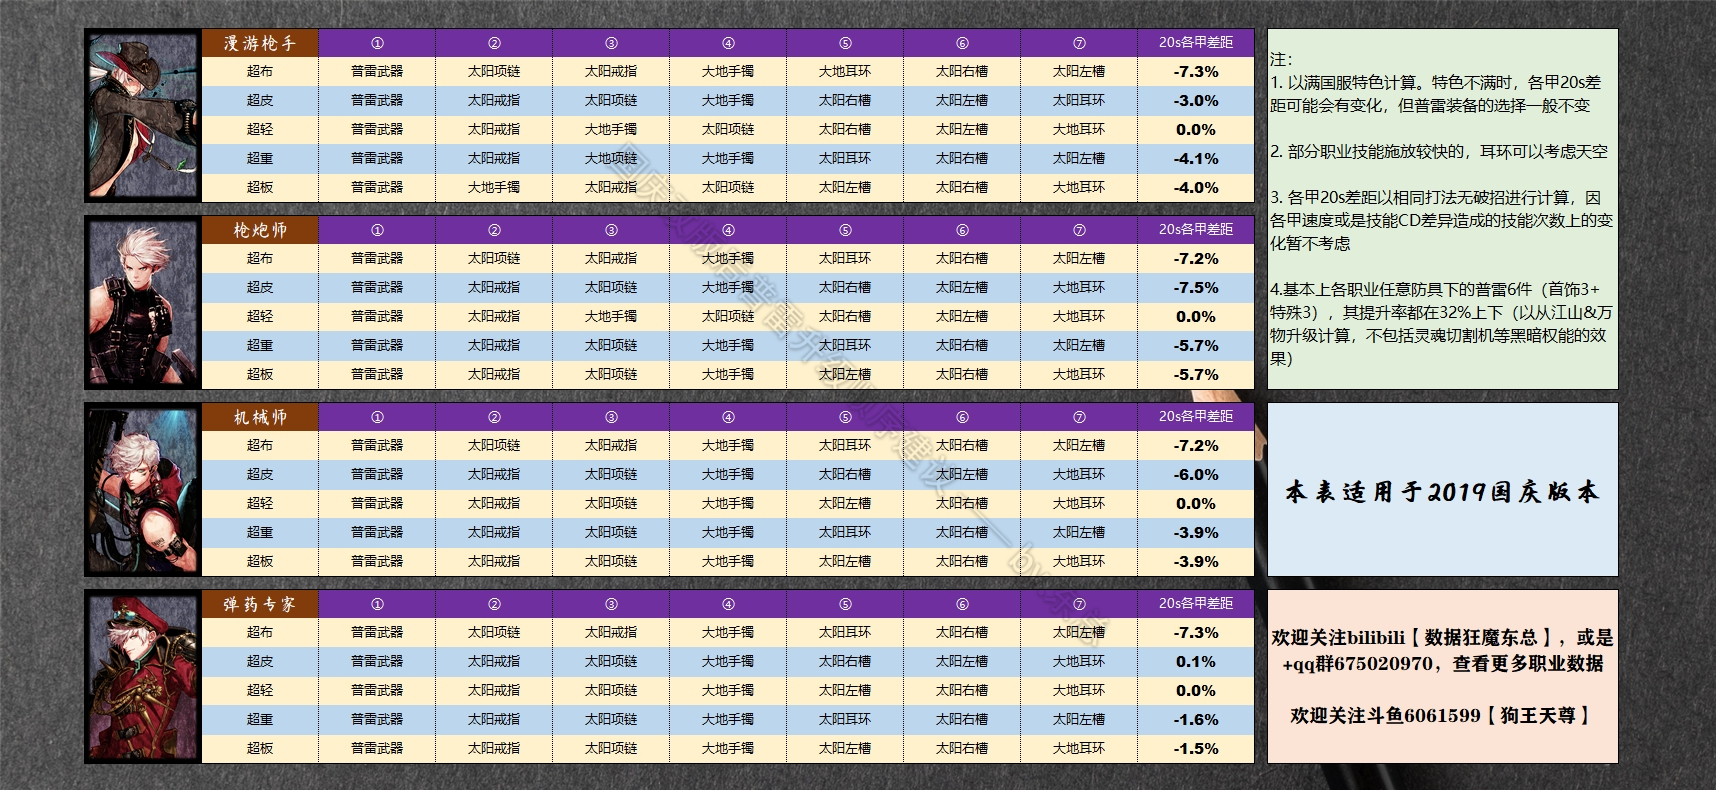 漫游枪手 ① ② ③ ④ ⑤ ⑥ ⑦ 20s各甲差距
超布 普雷武器 太阳项链 太阳戒指 大地手镯 大地耳环 太阳右槽 太阳左槽 -7.3%
超皮 普雷武器 太阳戒指 太阳项链 大地手镯 太阳右槽 太阳左槽 太阳耳环 -3.0%
超轻 普雷武器 太阳戒指 大地手镯 太阳项链 太阳右槽 太阳左槽 大地耳环 0.0%
超重 普雷武器 太阳戒指 大地项链 大地手镯 太阳耳环 太阳右槽 太阳左槽 -4.1%
超板 普雷武器 大地手镯 太阳戒指 太阳项链 太阳左槽 太阳右槽 大地耳环 -4.0%
枪炮师 ① ② ③ ④ ⑤ ⑥ ⑦ 20s各甲差距
超布 普雷武器 太阳项链 太阳戒指 大地手镯 太阳耳环 太阳右槽 太阳左槽 -7.2%
超皮 普雷武器 太阳戒指 太阳项链 大地手镯 太阳右槽 太阳左槽 大地耳环 -7.5%
超轻 普雷武器 太阳戒指 大地手镯 太阳项链 太阳右槽 太阳左槽 大地耳环 0.0%
超重 普雷武器 太阳戒指 太阳项链 大地手镯 太阳耳环 太阳右槽 太阳左槽 -5.7%
超板 普雷武器 太阳戒指 太阳项链 大地手镯 太阳左槽 太阳右槽 大地耳环 -5.7%
机械师 ① ② ③ ④ ⑤ ⑥ ⑦ 20s各甲差距
超布 普雷武器 太阳项链 太阳戒指 大地手镯 太阳耳环 太阳右槽 太阳左槽 -7.2%
超皮 普雷武器 太阳戒指 太阳项链 大地手镯 太阳右槽 太阳左槽 大地耳环 -6.0%
超轻 普雷武器 太阳戒指 太阳项链 大地手镯 太阳左槽 太阳右槽 大地耳环 0.0%
超重 普雷武器 太阳戒指 太阳项链 大地手镯 太阳耳环 太阳右槽 太阳左槽 -3.9%
超板 普雷武器 太阳戒指 太阳项链 大地手镯 太阳左槽 太阳右槽 大地耳环 -3.9%
弹药专家 ① ② ③ ④ ⑤ ⑥ ⑦ 20s各甲差距
超布 普雷武器 太阳项链 太阳戒指 大地手镯 太阳耳环 太阳右槽 太阳左槽 -7.3%
超皮 普雷武器 太阳戒指 太阳项链 大地手镯 太阳右槽 太阳左槽 大地耳环 0.1%
超轻 普雷武器 太阳戒指 太阳项链 大地手镯 太阳左槽 太阳右槽 大地耳环 0.0%
超重 普雷武器 太阳戒指 太阳项链 大地手镯 太阳耳环 太阳右槽 太阳左槽 -1.6%
超板 普雷武器 太阳戒指 太阳项链 大地手镯 太阳左槽 太阳右槽 大地耳环 -1.5%
注：
1. 以满国服特色计算。特色不满时，各甲20s差
距可能会有变化，但普雷装备的选择一般不变
2. 部分职业技能施放较快的，耳环可以考虑天空
3. 各甲20s差距以相同打法无破招进行计算，因
各甲速度或是技能CD差异造成的技能次数上的变
化暂不考虑
4.基本上各职业任意防具下的普雷6件（首饰3+
特殊3），其提升率都在32%上下（以从江山&万
物升级计算，不包括灵魂切割机等黑暗权能的效
果）
本表适用于2019国庆版本
欢迎关注bilibili【数据狂魔东总】，或是
+qq群675020970，查看更多职业数据
欢迎关注斗鱼6061599【狗王天尊】
国庆改版后普雷升级顺序建议——by.东总